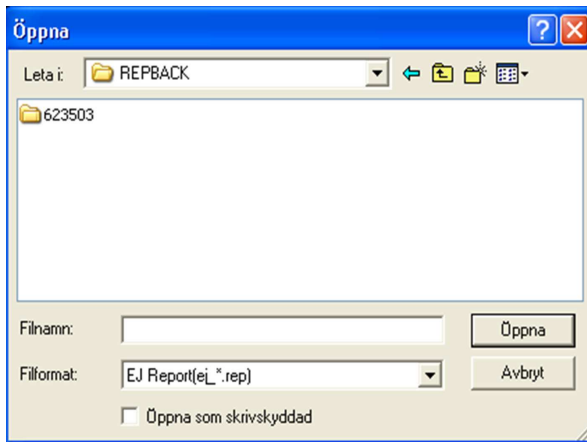 Öppna
Leta i: REPBACK
623503
Filnamn: Öppna
Filformat: EJ Report(ej_*.rep) Avbryt
Öppna som skrivskyddad